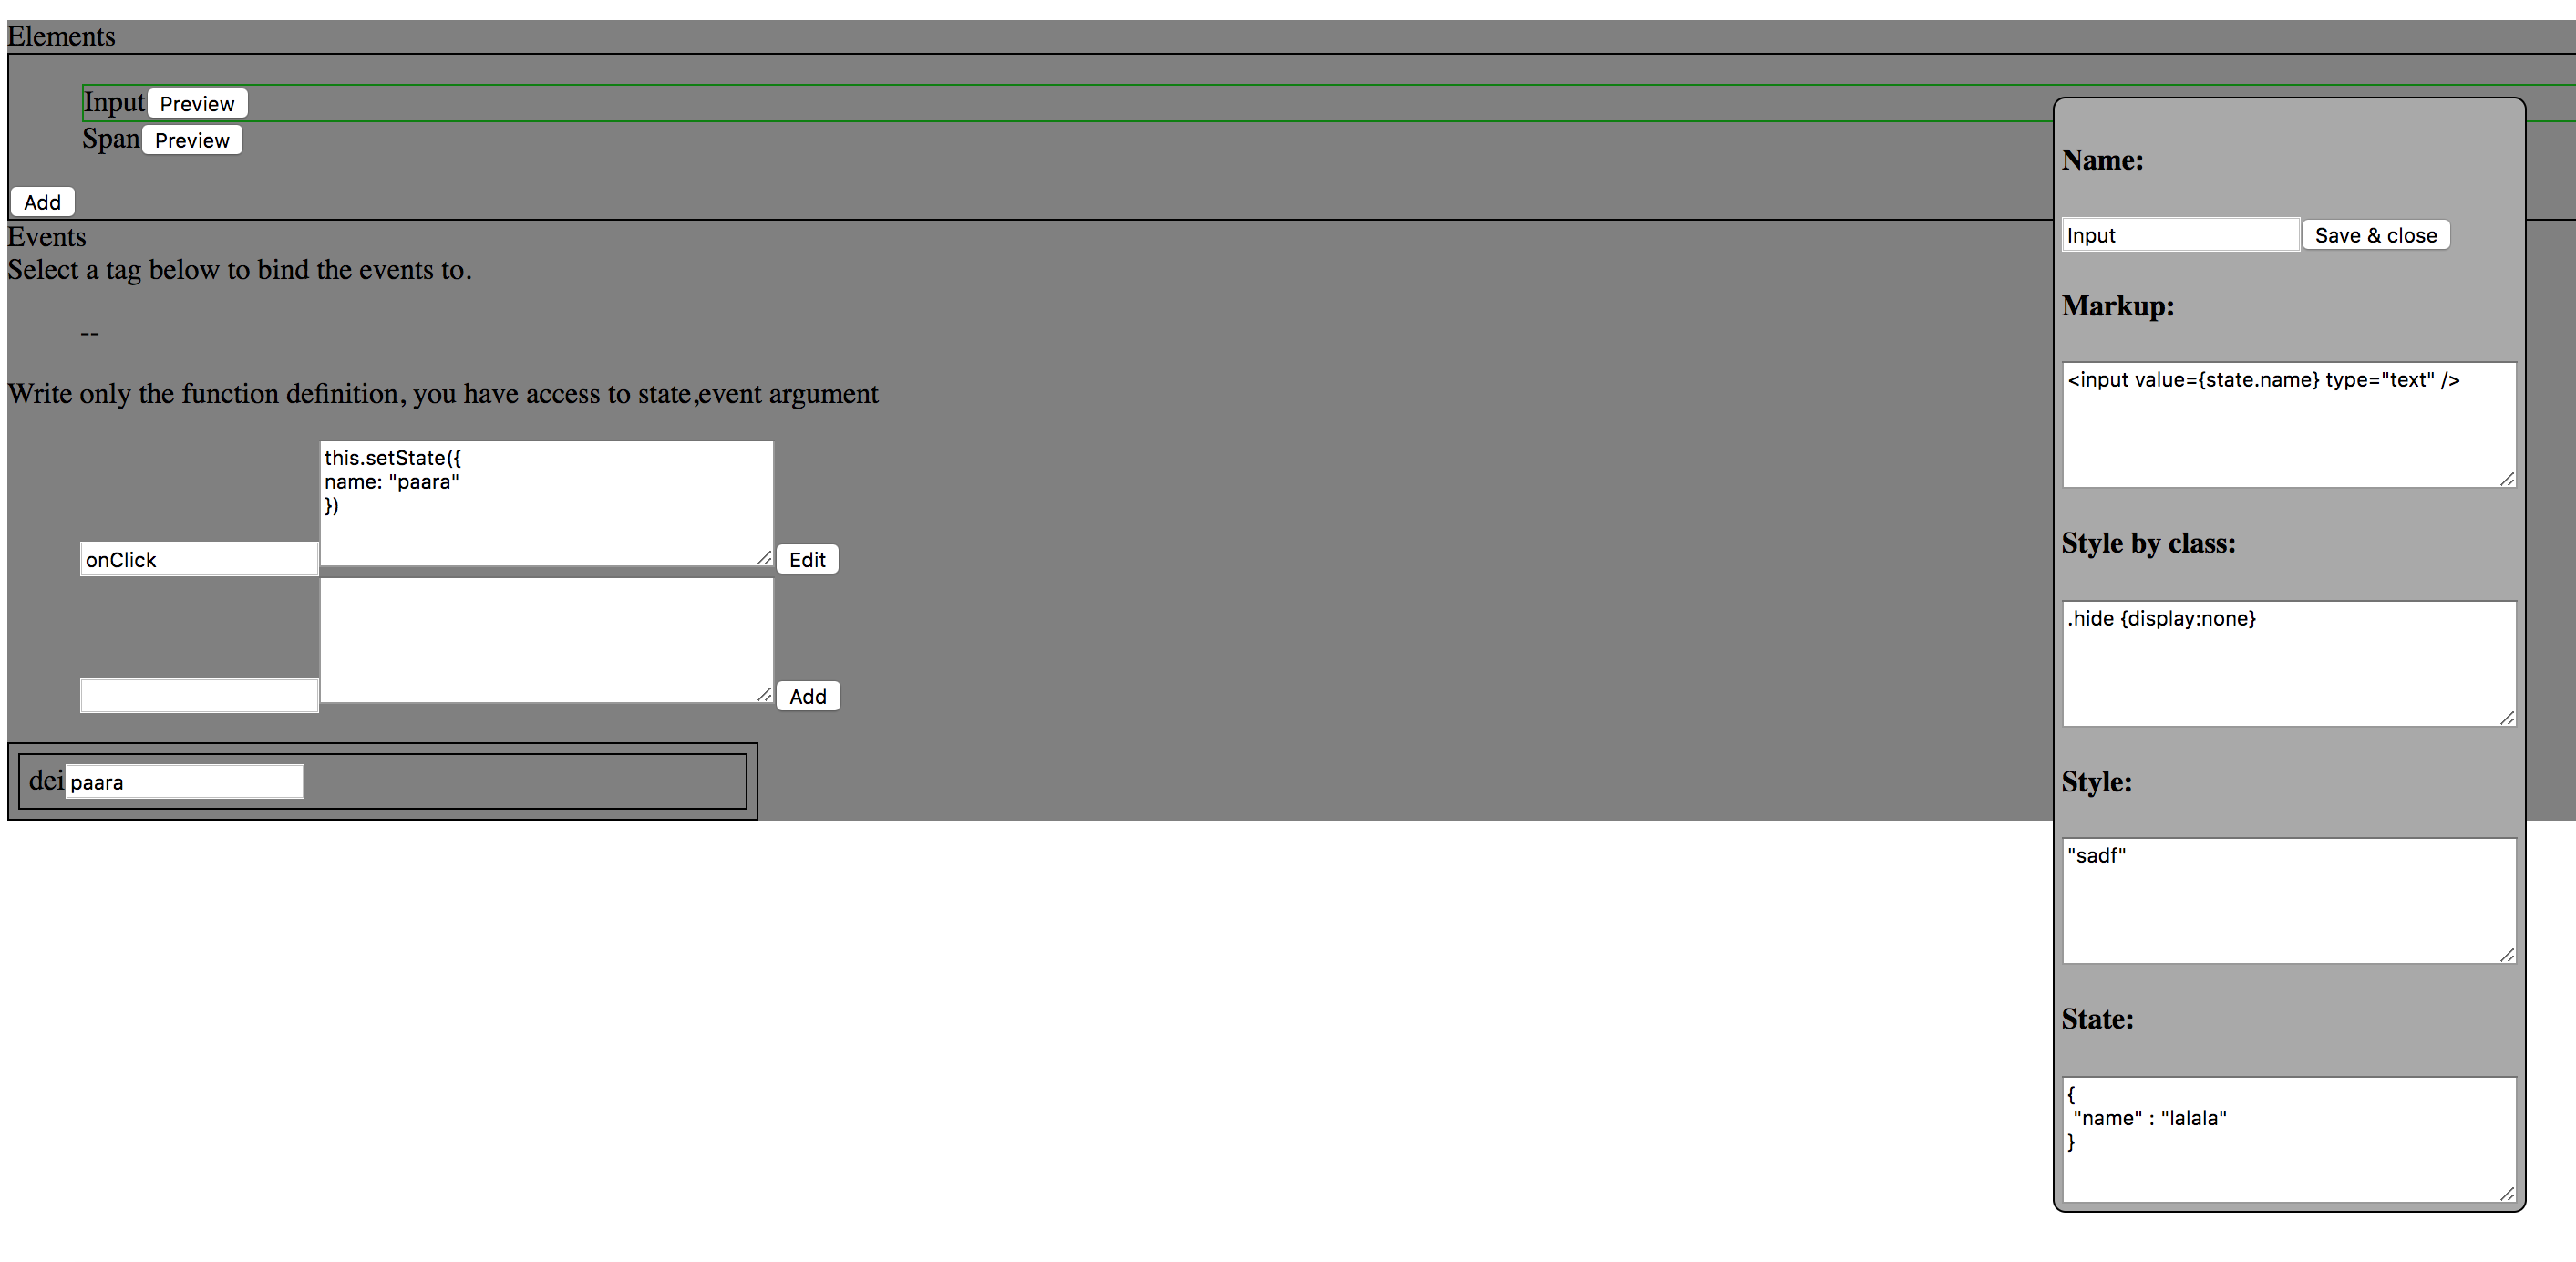 Elements
Input Preview
Span Preview
Add
Events
Select a tag below to bind the events to.
--
Write only the function definition, you have access to state,event argument
this.setState({
name: "paara"
})
onClick
Edit
Add
dei paara
Name:
Input Save & close
Markup:
<input value={state.name} type="text" />
Style by class:
.hide {display:none}
Style:
"sadf"
State:
{
"name" : "lalala"
}